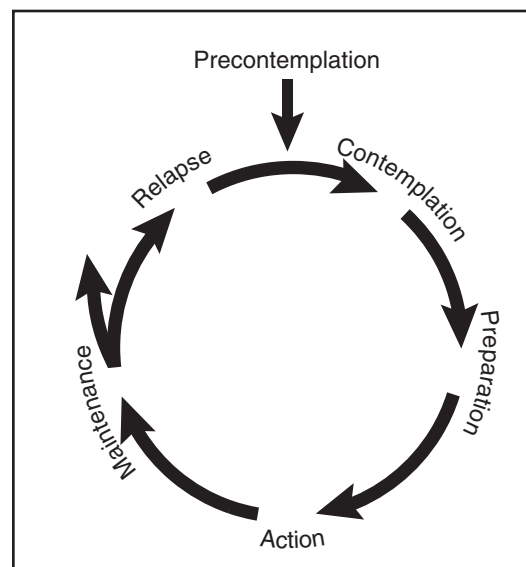 Precontemplation
Contemplation
Preparation
Action
Maintenance
Relapse